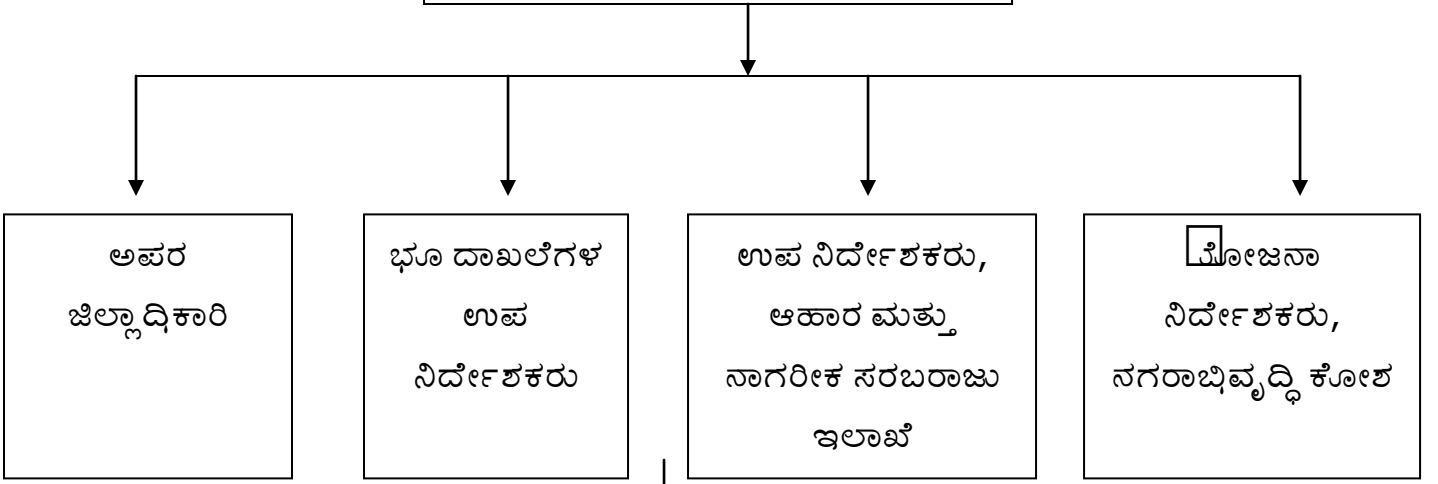 ಅಪರ
ಜಿಲ್ಲಾಧಿಕಾರಿ
ಭೂ ದಾಖಲೆಗಳ
ಉಪ
ನಿರ್ದೇಶಕರು
ಉಪ ನಿರ್ದೇಶಕರು,
ಆಹಾರ ಮತ್ತು
ನಾಗರೀಕ ಸರಬರಾಜು
ಇಲಾಖೆ
ನಿರ್ದೇಶಕರು,
ನಗರಾಭಿವೃದ್ಧಿ ಕೋಶ